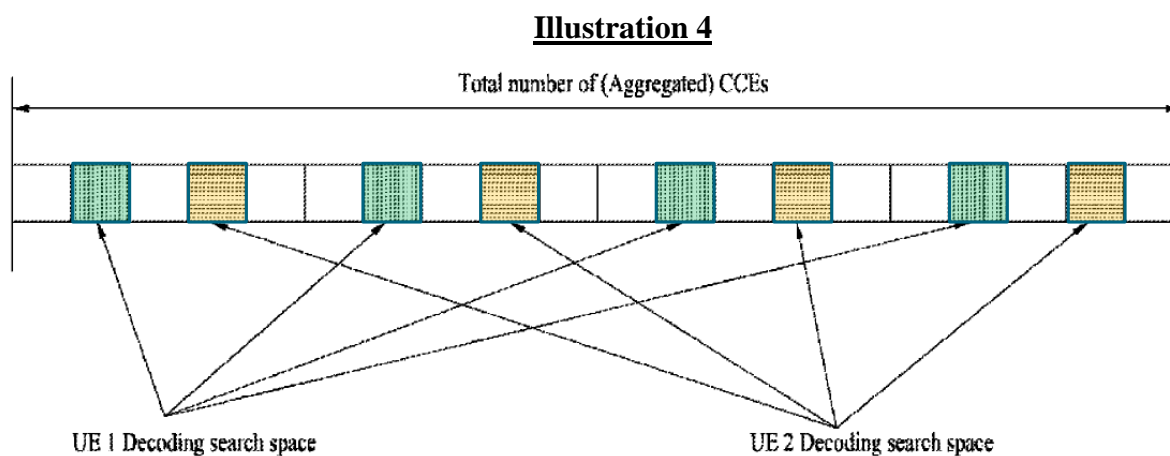 Illustration 4
Total number of (Aggregated) CCEs
UE 1 Decoding search space
UE 2 Decoding search space